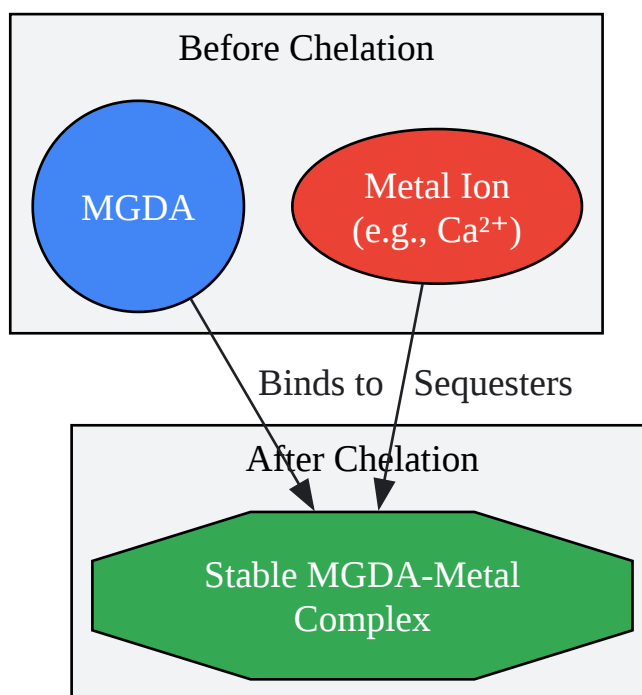 Before Chelation
MGDA
Metal Ion
(e.g., Ca²⁺)
Binds to
Sequesters
After Chelation
Stable MGDA-Metal
Complex